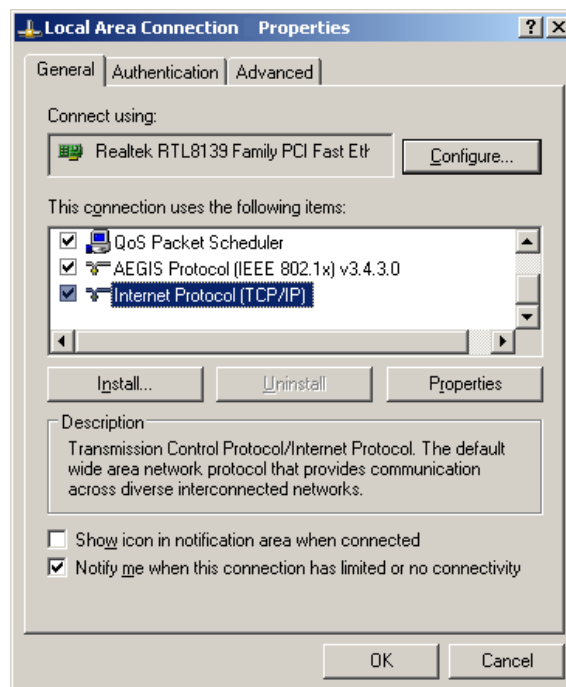 Local Area Connection Properties
General Authentication Advanced
Connect using:
Realtek RTL8139 Family PCI Fast Eth
Configure...
This connection uses the following items:
QoS Packet Scheduler
AEGIS Protocol (IEEE 802.1x) v3.4.3.0
Internet Protocol (TCP/IP)
Install... Uninstall Properties
Description
Transmission Control Protocol/Internet Protocol. The default
wide area network protocol that provides communication
across diverse interconnected networks.
Show icon in notification area when connected
Notify me when this connection has limited or no connectivity
OK Cancel